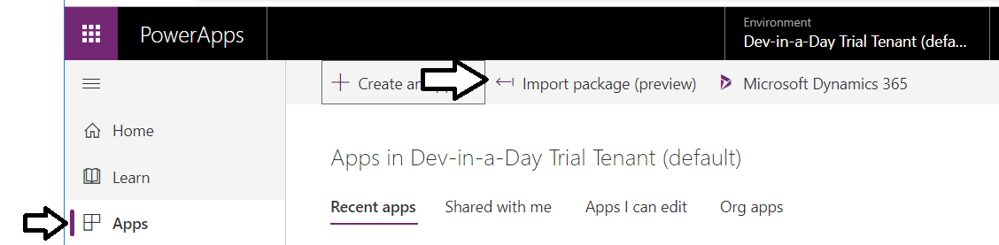 PowerApps
Environment
Dev-in-a-Day Trial Tenant (defa...
Create an
Import package (preview)
Microsoft Dynamics 365
Home
Learn
Apps
Apps in Dev-in-a-Day Trial Tenant (default)
Recent apps
Shared with me
Apps I can edit
Org apps